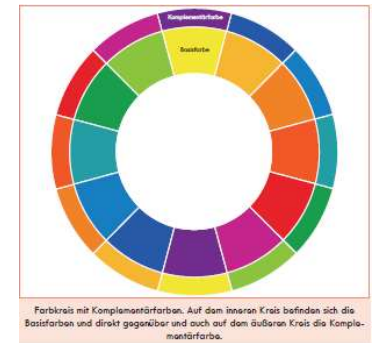 Komplementärfarbe
Basisfarbe
Farbkreis mit Komplementärfarben. Auf dem inneren Kreis befinden sich die
Basisfarben und direkt gegenüber und auch auf dem äußeren Kreis die Komple-
mentärfarbe.